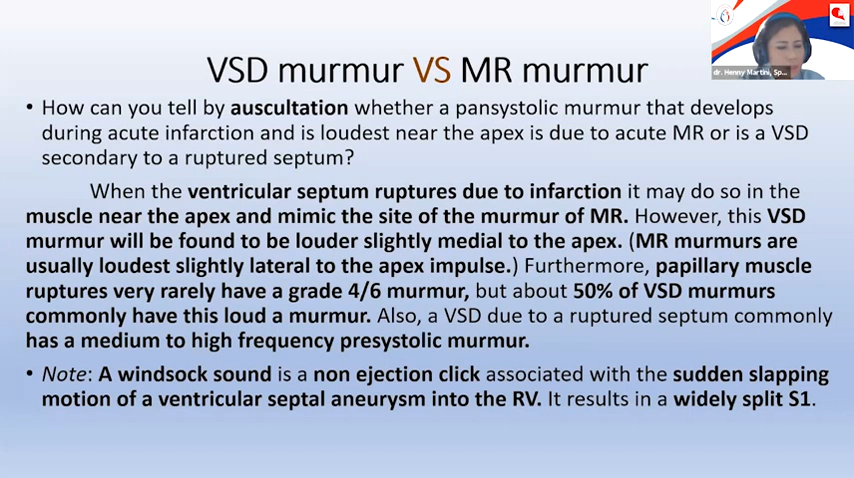 VSD murmur VS MR murmur
dr. Henny Martini, Sp...
• How can you tell by auscultation whether a pansystolic murmur that develops
during acute infarction and is loudest near the apex is due to acute MR or is a VSD
secondary to a ruptured septum?
When the ventricular septum ruptures due to infarction it may do so in the
muscle near the apex and mimic the site of the murmur of MR. However, this VSD
murmur will be found to be louder slightly medial to the apex. (MR murmurs are
usually loudest slightly lateral to the apex impulse.) Furthermore, papillary muscle
ruptures very rarely have a grade 4/6 murmur, but about 50% of VSD murmurs
commonly have this loud a murmur. Also, a VSD due to a ruptured septum commonly
has a medium to high frequency presystolic murmur.
• Note: A windsock sound is a non ejection click associated with the sudden slapping
motion of a ventricular septal aneurysm into the RV. It results in a widely split S1.